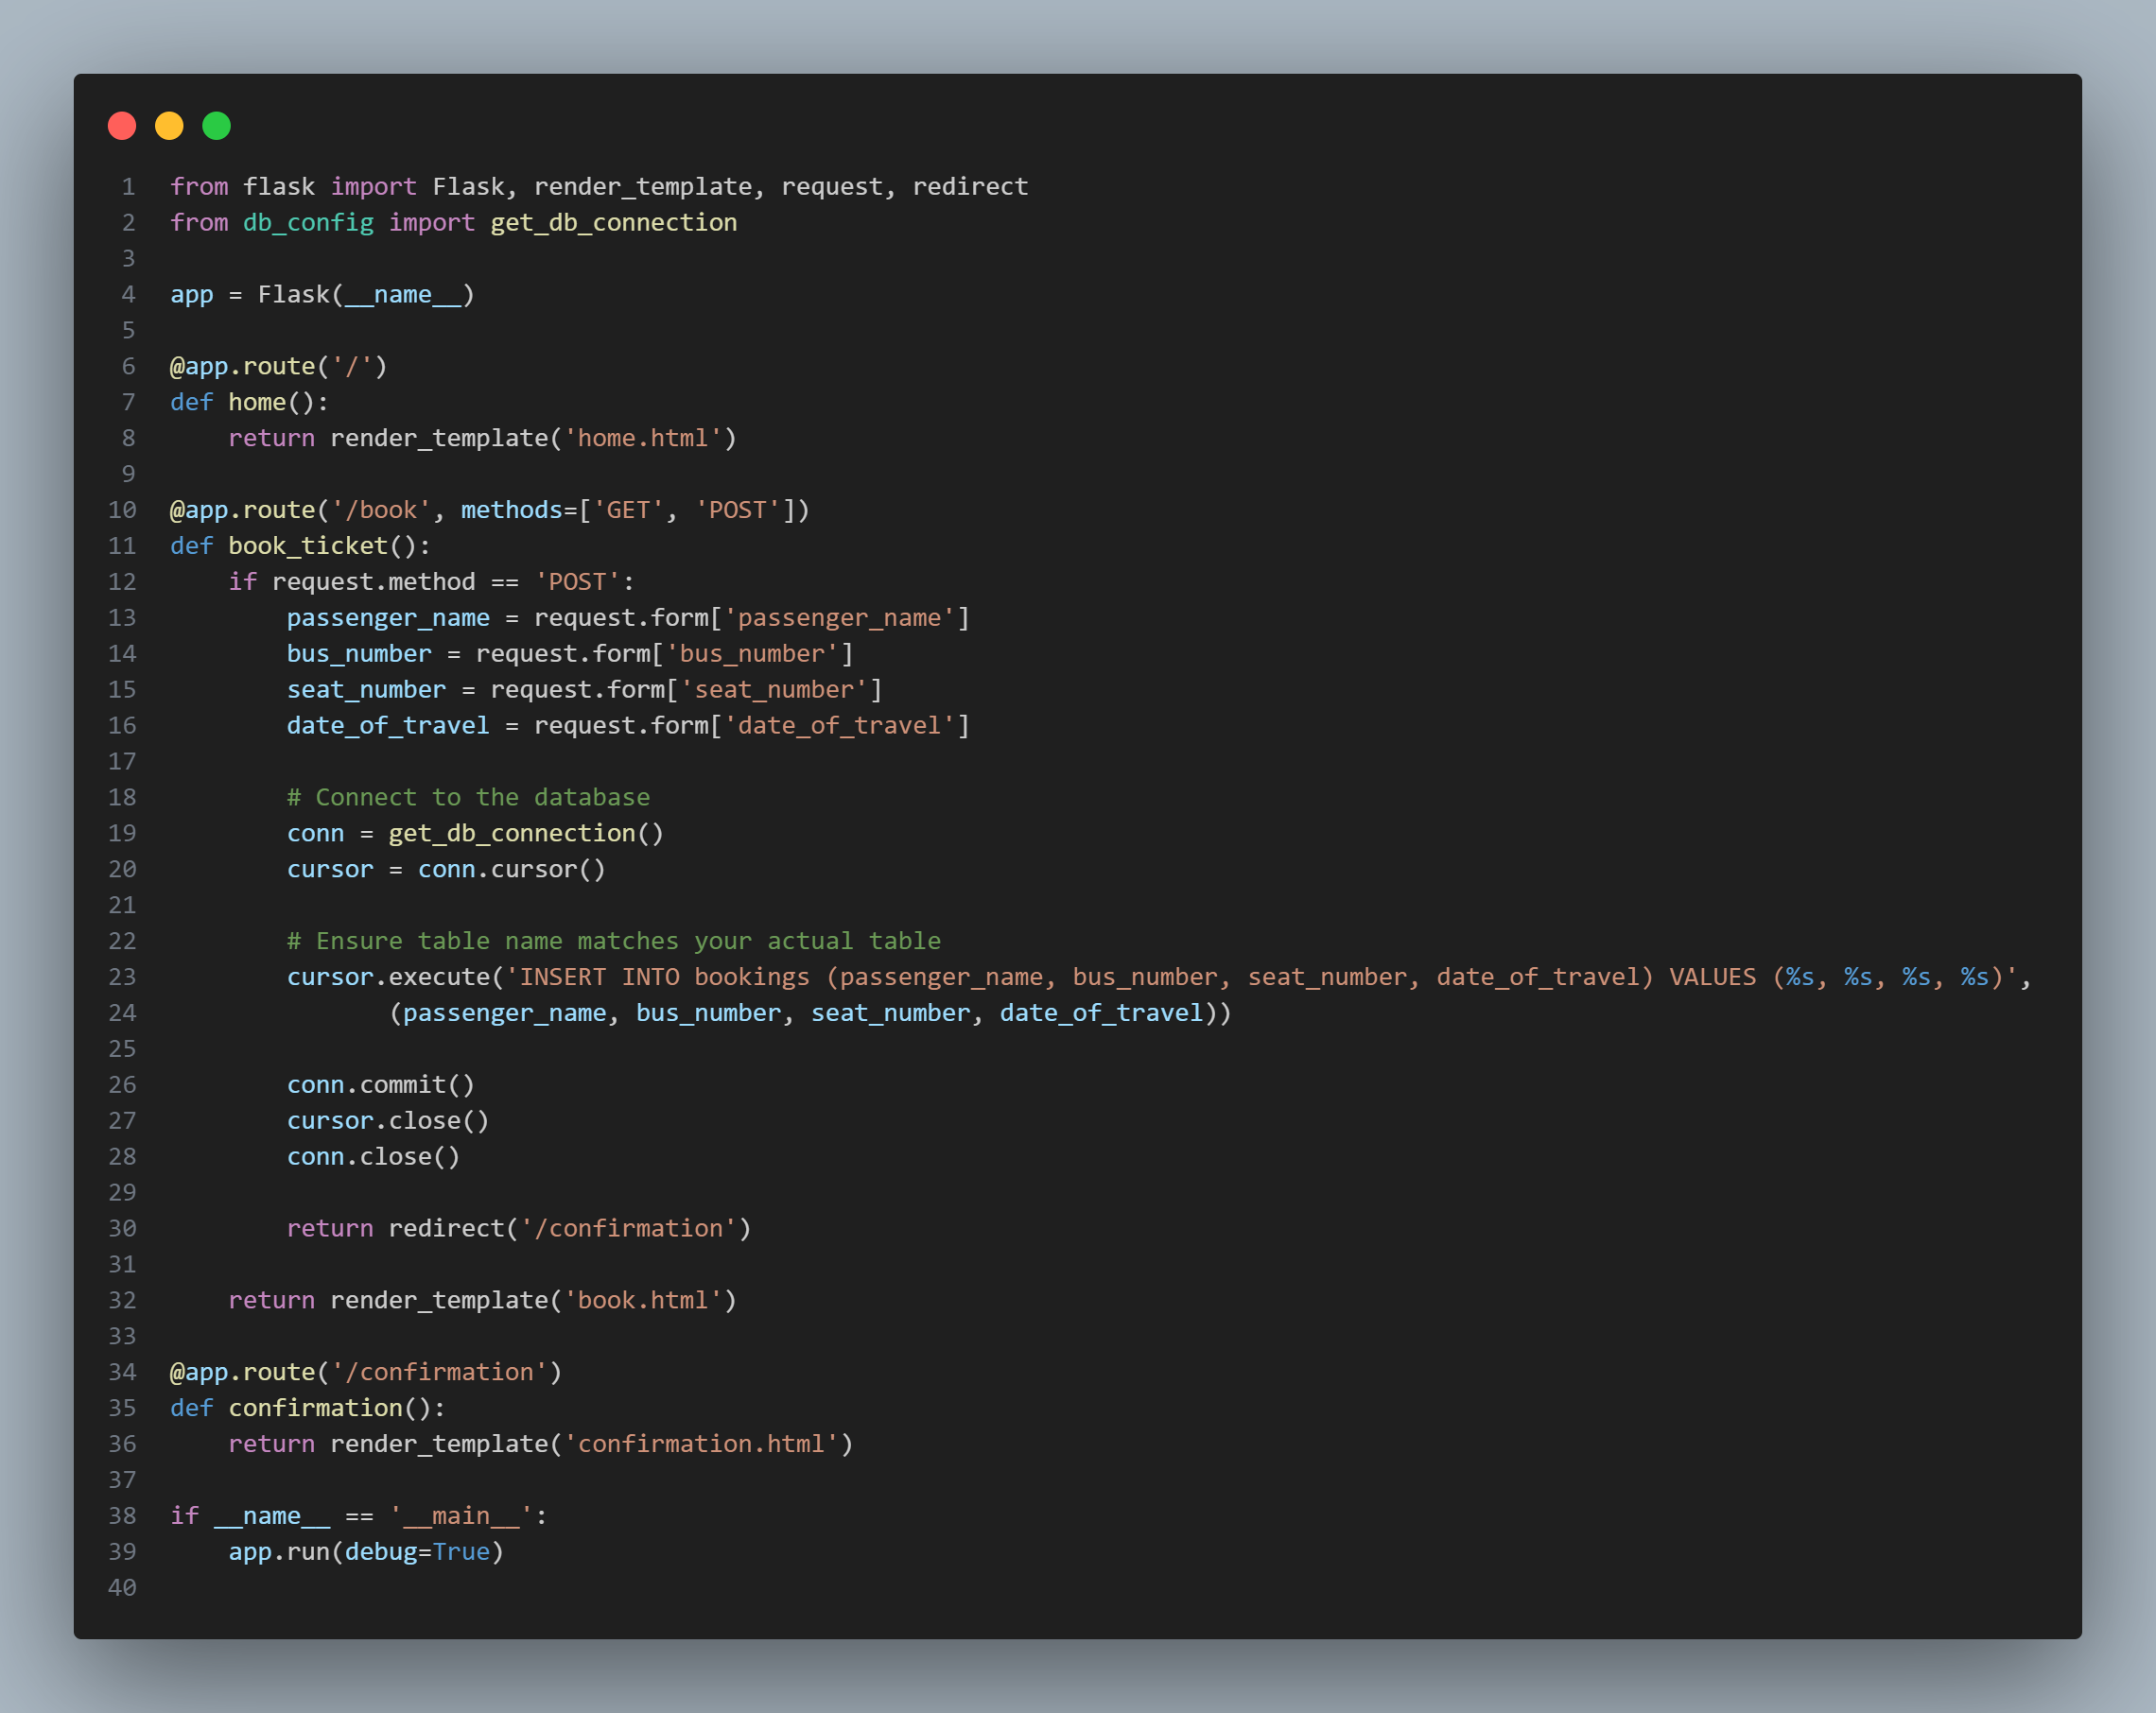 1 from flask import Flask, render_template, request, redirect
2 from db_config import get_db_connection
3
4 app = Flask(__name__)
5
6 @app.route('/')
7 def home():
8     return render_template('home.html')
9
10 @app.route('/book', methods=['GET', 'POST'])
11 def book_ticket():
12     if request.method == 'POST':
13         passenger_name = request.form['passenger_name']
14         bus_number = request.form['bus_number']
15         seat_number = request.form['seat_number']
16         date_of_travel = request.form['date_of_travel']
17
18         # Connect to the database
19         conn = get_db_connection()
20         cursor = conn.cursor()
21
22         # Ensure table name matches your actual table
23         cursor.execute('INSERT INTO bookings (passenger_name, bus_number, seat_number, date_of_travel) VALUES (%s, %s, %s, %s)',
24                (passenger_name, bus_number, seat_number, date_of_travel))
25
26         conn.commit()
27         cursor.close()
28         conn.close()
29
30         return redirect('/confirmation')
31
32     return render_template('book.html')
33
34 @app.route('/confirmation')
35 def confirmation():
36     return render_template('confirmation.html')
37
38 if __name__ == '__main__':
39     app.run(debug=True)
40